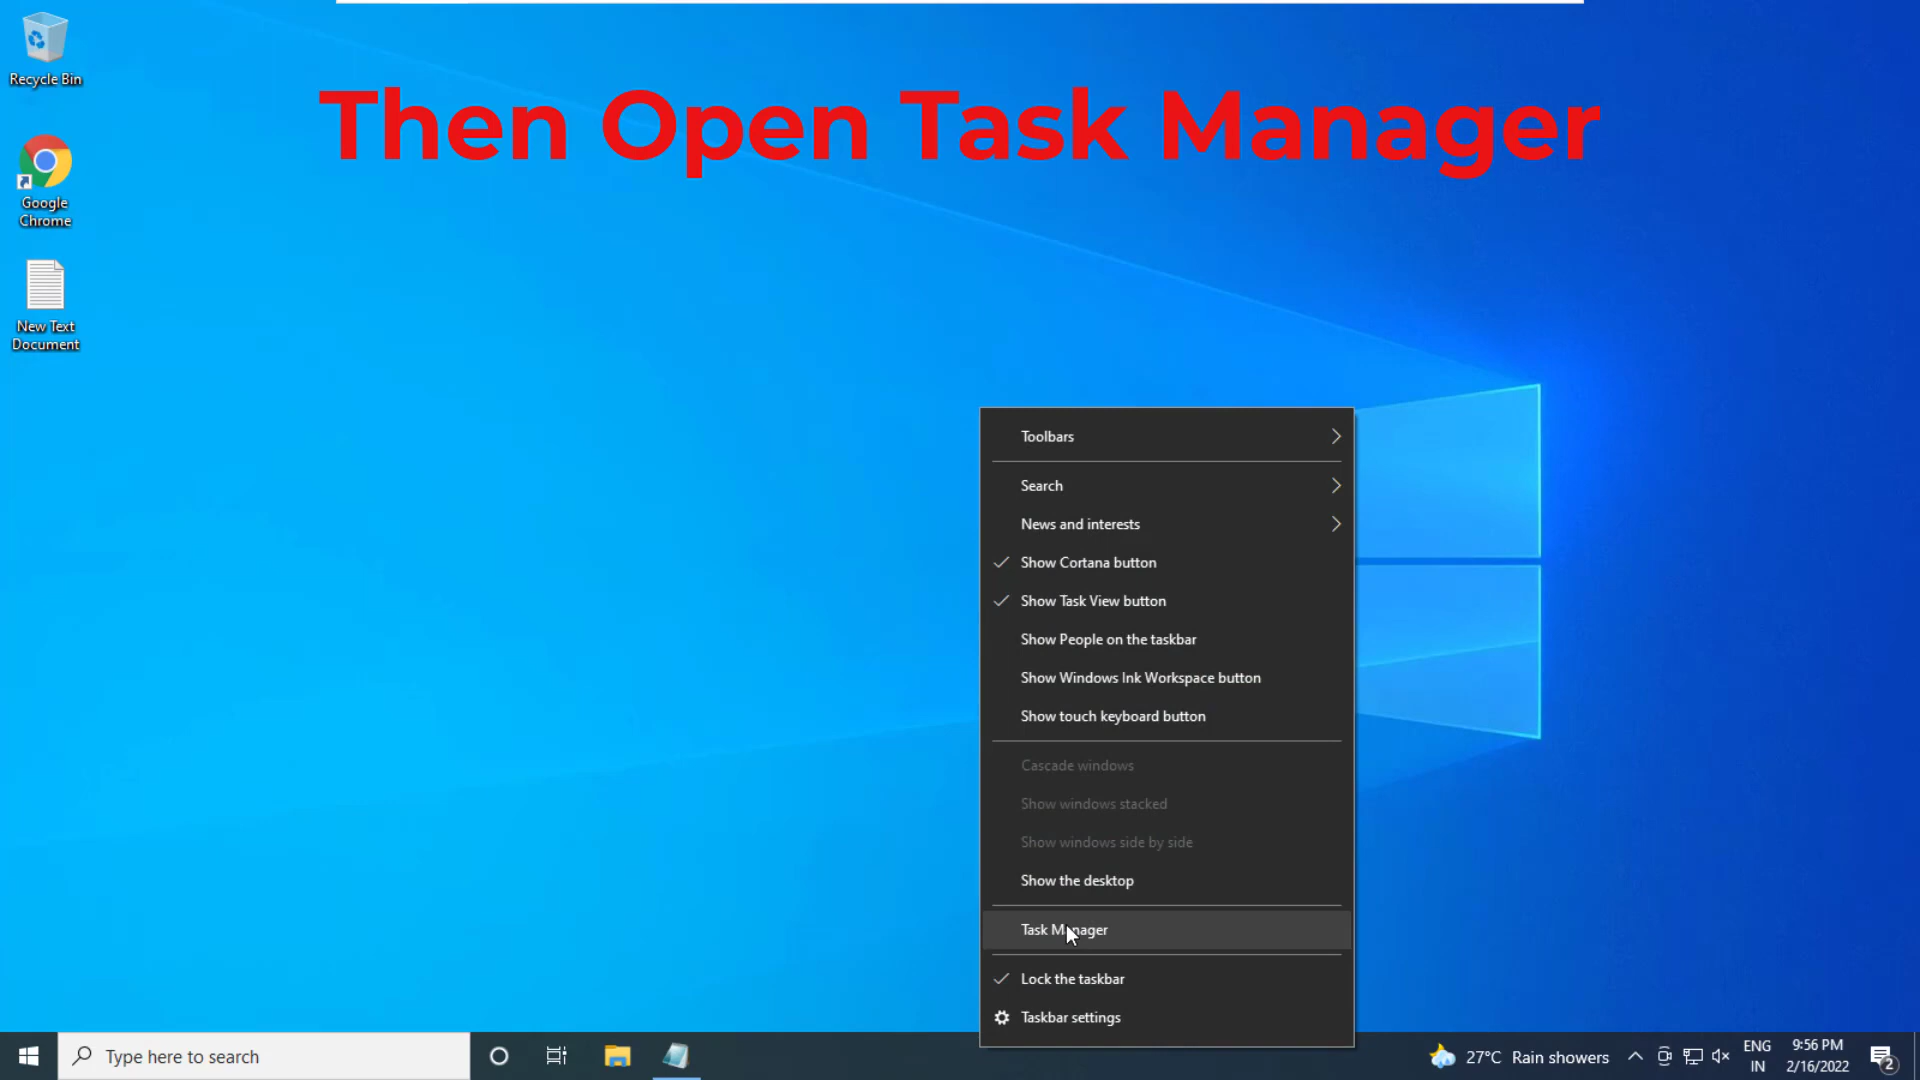 Then Open Task Manager
Recycle Bin
Google
Chrome
New Text
Document
Toolbars
Search
News and interests
Show Cortana button
Show Task View button
Show People on the taskbar
Show Windows Ink Workspace button
Show touch keyboard button
Cascade windows
Show windows stacked
Show windows side by side
Show the desktop
Task Manager
Lock the taskbar
Taskbar settings
Type here to search
27°C Rain showers
ENG
IN
9:56 PM
2/16/2022
2